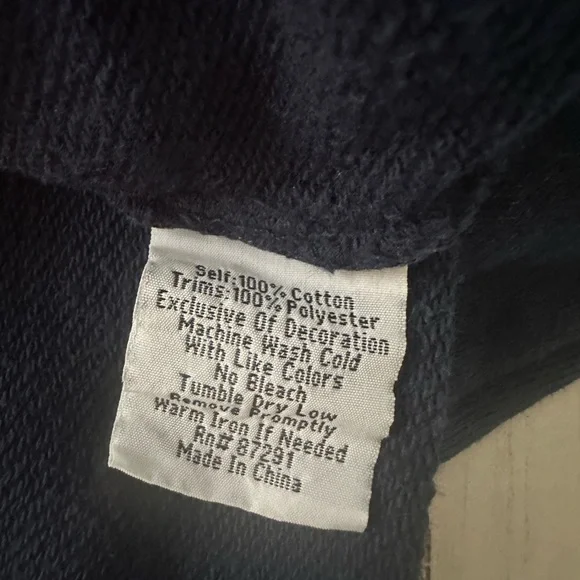 Self:100% Cotton
Trims:100% Polyester
Exclusive Of Decoration
Machine Wash Cold
With Like Colors
No Bleach
Tumble Dry Low
Remove Promptly
Warm Iron If Needed
Rn# 87291
Made In China